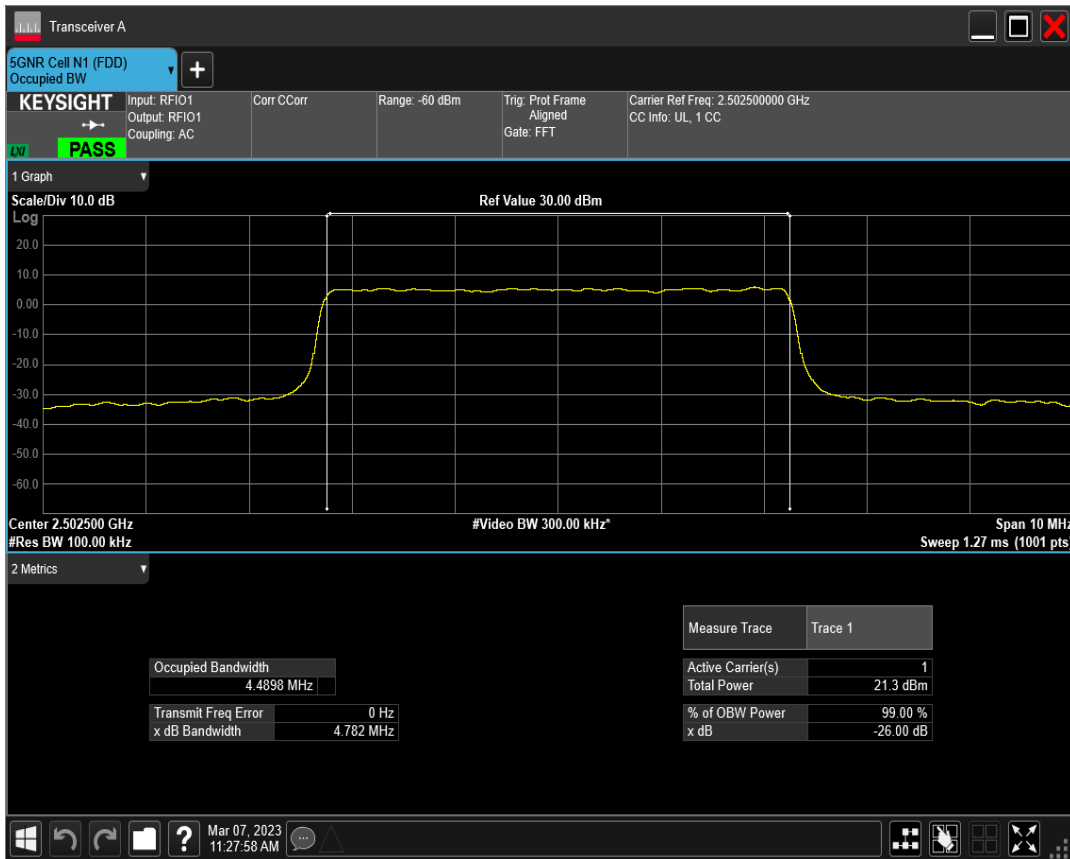 Transceiver A
5GNR Cell N1 (FDD)
Occupied BW
+
KEYSIGHT
LXI
PASS
Input: RFIO1
Output: RFIO1
Coupling: AC
Corr CCorr
Range: -60 dBm
Trig: Prot Frame
Aligned
Gate: FFT
Carrier Ref Freq: 2.502500000 GHz
CC Info: UL, 1 CC
1 Graph
Scale/Div 10.0 dB
Ref Value 30.00 dBm
Log
20.0
10.0
0.00
-10.0
-20.0
-30.0
-40.0
-50.0
-60.0
Center 2.502500 GHz
#Video BW 300.00 kHz*
Span 10 MHz
#Res BW 100.00 kHz
Sweep 1.27 ms (1001 pts)
2 Metrics
Measure Trace Trace 1
Occupied Bandwidth
4.4898 MHz
Active Carrier(s) 1
Total Power 21.3 dBm
Transmit Freq Error 0 Hz
x dB Bandwidth 4.782 MHz
% of OBW Power 99.00 %
x dB -26.00 dB
?
Mar 07, 2023
11:27:58 AM